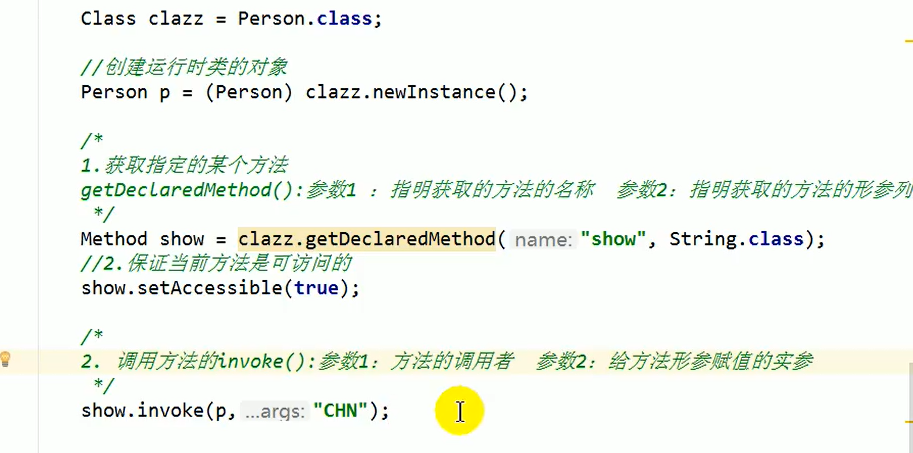 Class clazz = Person.class;
//创建运行时类的对象
Person p = (Person) clazz.newInstance();
/*
1.获取指定的某个方法
getDeclaredMethod():参数1 ：指明获取的方法的名称  参数2：指明获取的方法的形参列
*/
Method show = clazz.getDeclaredMethod( name: "show", String.class);
//2.保证当前方法是可访问的
show.setAccessible(true);
/*
2. 调用方法的invoke():参数1：方法的调用者  参数2：给方法形参赋值的实参
*/
show.invoke(p, ...args: "CHN");